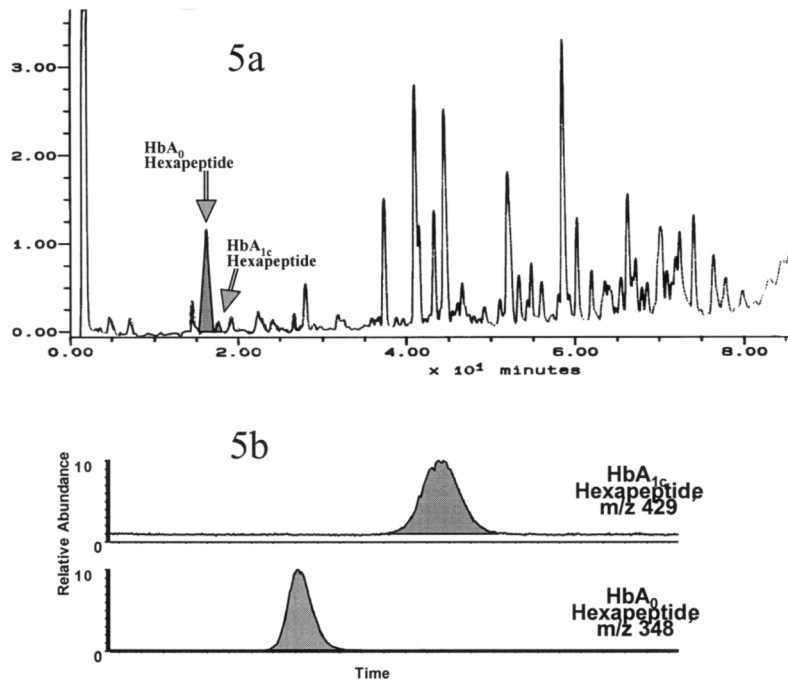 5a
3.00
2.00
1.00
0.00
HbA0
Hexapeptide
HbA1c
Hexapeptide
0.00
2.00
4.00
6.00
8.00
x 10¹ minutes
5b
Relative Abundance
10
0
HbA1c
Hexapeptide
m/z 429
10
0
HbA0
Hexapeptide
m/z 348
Time